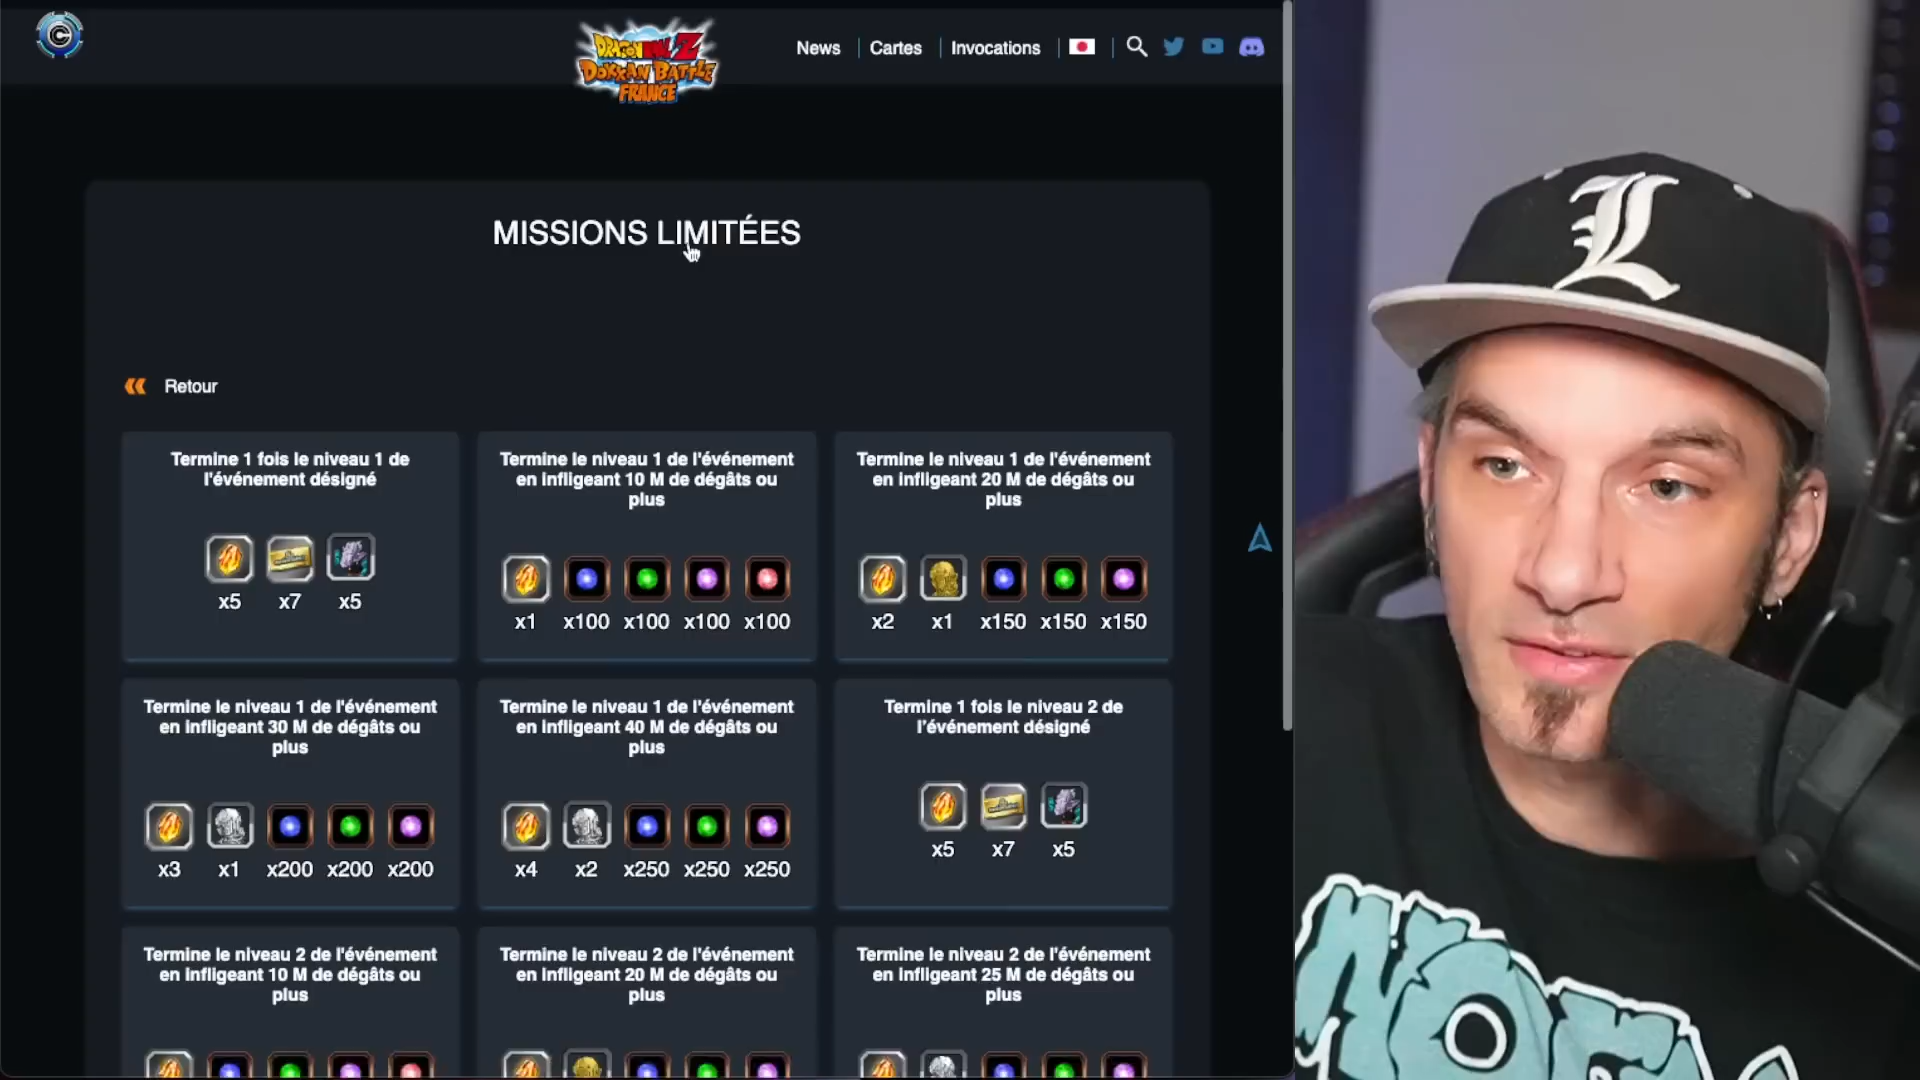 DRAGON BALL Z
DOKKAN BATTLE
FRANCE
News
Cartes
Invocations
MISSIONS LIMITÉES
Retour
Termine 1 fois le niveau 1 de
l'événement désigné
x5 x7 x5
Termine le niveau 1 de l'événement
en infligeant 10 M de dégâts ou
plus
x1 x100 x100 x100 x100
Termine le niveau 1 de l'événement
en infligeant 20 M de dégâts ou
plus
x2 x1 x150 x150 x150
Termine le niveau 1 de l'événement
en infligeant 30 M de dégâts ou
plus
x3 x1 x200 x200 x200
Termine le niveau 1 de l'événement
en infligeant 40 M de dégâts ou
plus
x4 x2 x250 x250 x250
Termine 1 fois le niveau 2 de
l'événement désigné
x5 x7 x5
Termine le niveau 2 de l'événement
en infligeant 10 M de dégâts ou
plus
Termine le niveau 2 de l'événement
en infligeant 20 M de dégâts ou
plus
Termine le niveau 2 de l'événement
en infligeant 25 M de dégâts ou
plus
L